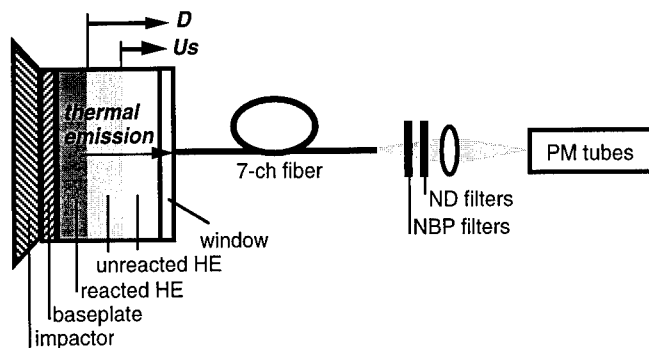 D
Us
thermal
emission
7-ch fiber
PM tubes
ND filters
NBP filters
window
unreacted HE
reacted HE
baseplate
impactor